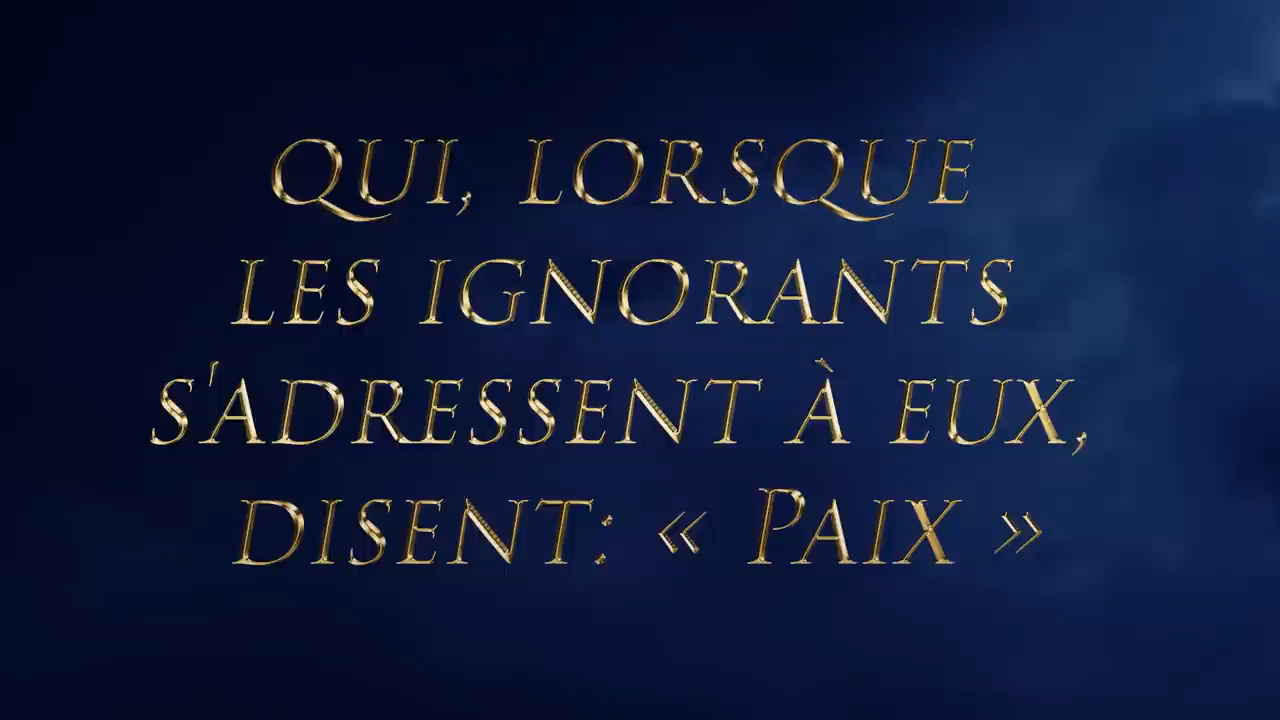 QUI, LORSQUE
LES IGNORANTS
S'ADRESSENT À EUX,
DISENT: « PAIX »